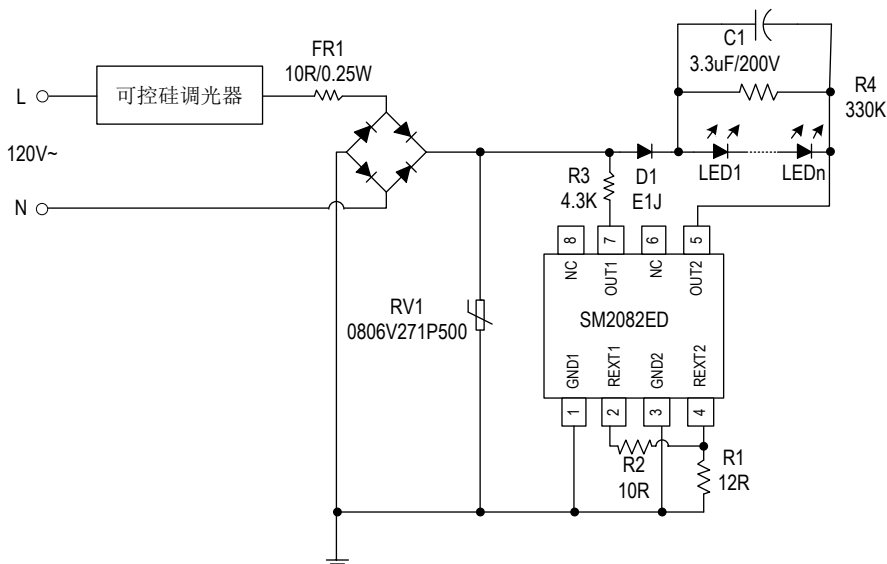 FR1
10R/0.25W
L
可控硅调光器
120V~
N
C1
3.3uF/200V
R4
330K
R3
4.3K
D1
E1J
LED1
LEDn
8
7
6
5
NC
OUT1
NC
OUT2
RV1
0806V271P500
SM2082ED
GND1
REXT1
GND2
REXT2
1
2
3
4
R2
10R
R1
12R